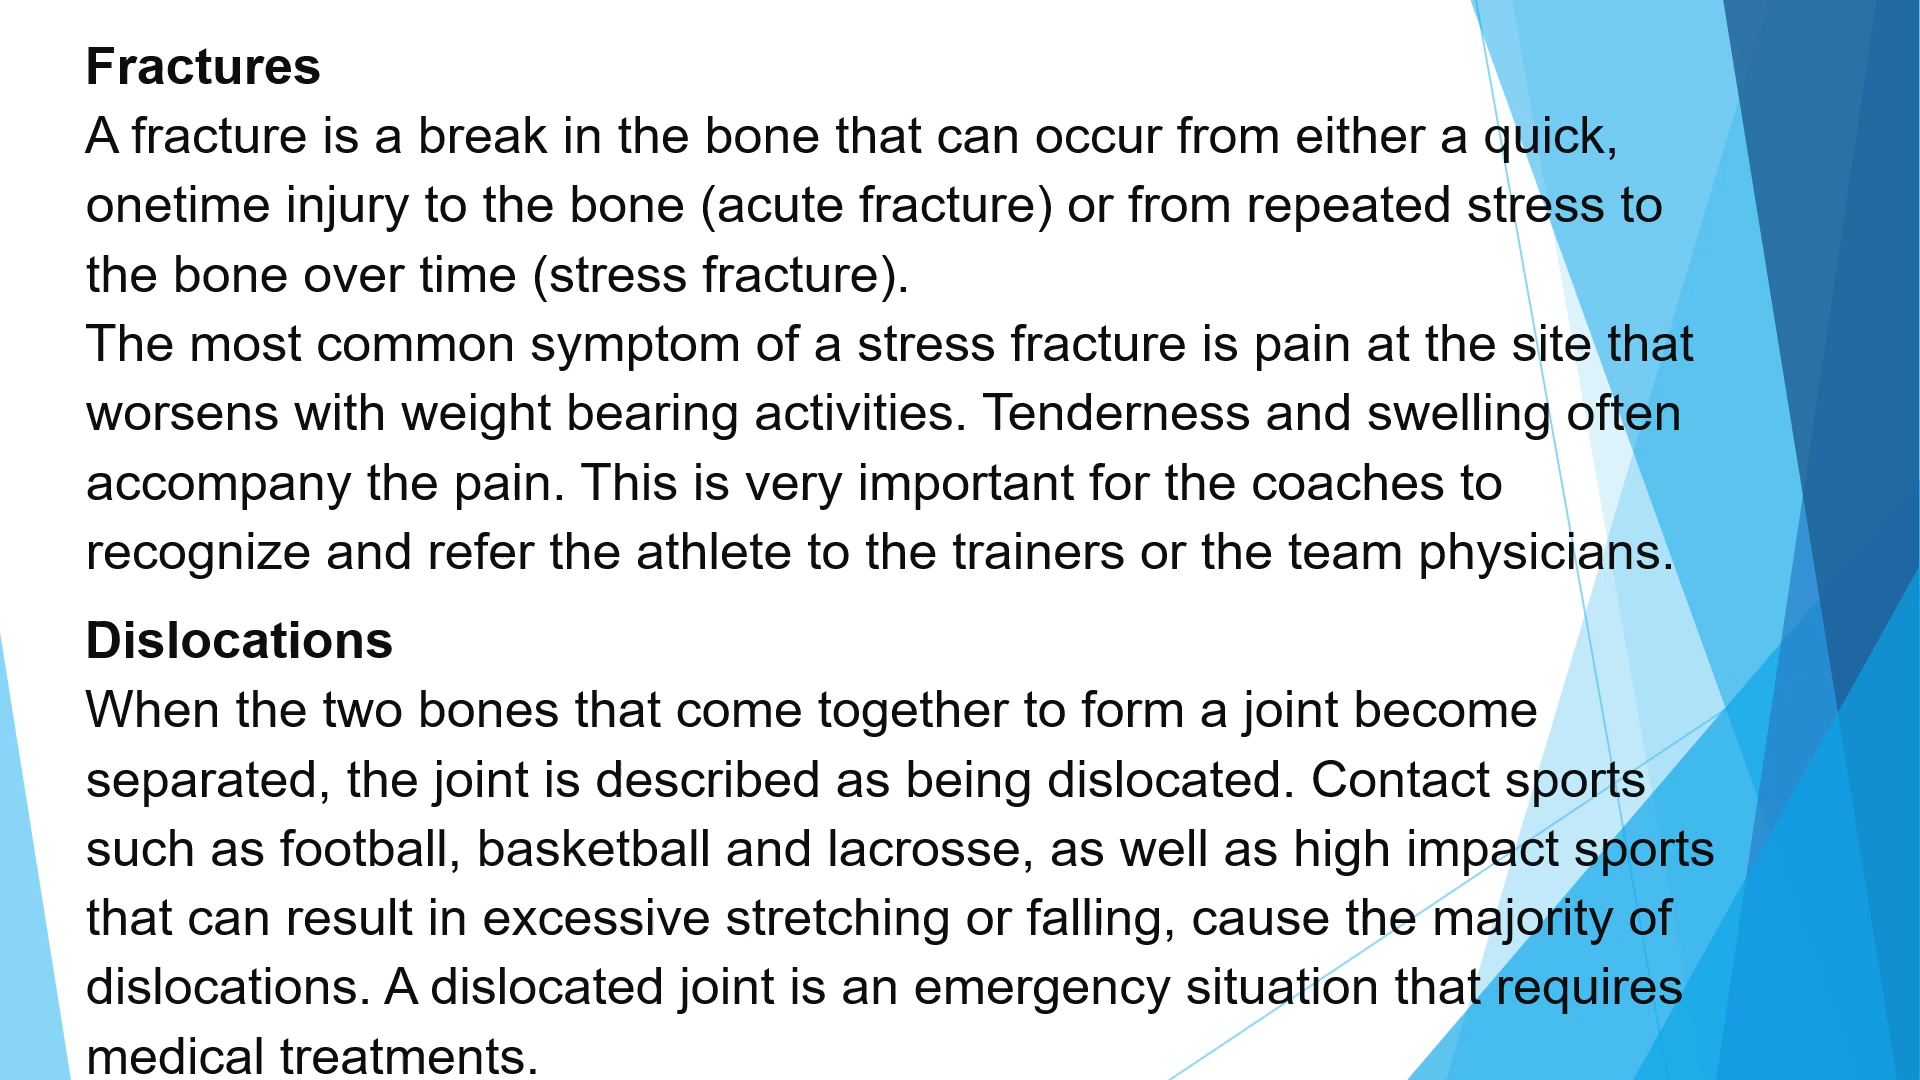 Fractures
A fracture is a break in the bone that can occur from either a quick,
onetime injury to the bone (acute fracture) or from repeated stress to
the bone over time (stress fracture).
The most common symptom of a stress fracture is pain at the site that
worsens with weight bearing activities. Tenderness and swelling often
accompany the pain. This is very important for the coaches to
recognize and refer the athlete to the trainers or the team physicians.
Dislocations
When the two bones that come together to form a joint become
separated, the joint is described as being dislocated. Contact sports
such as football, basketball and lacrosse, as well as high impact sports
that can result in excessive stretching or falling, cause the majority of
dislocations. A dislocated joint is an emergency situation that requires
medical treatments.